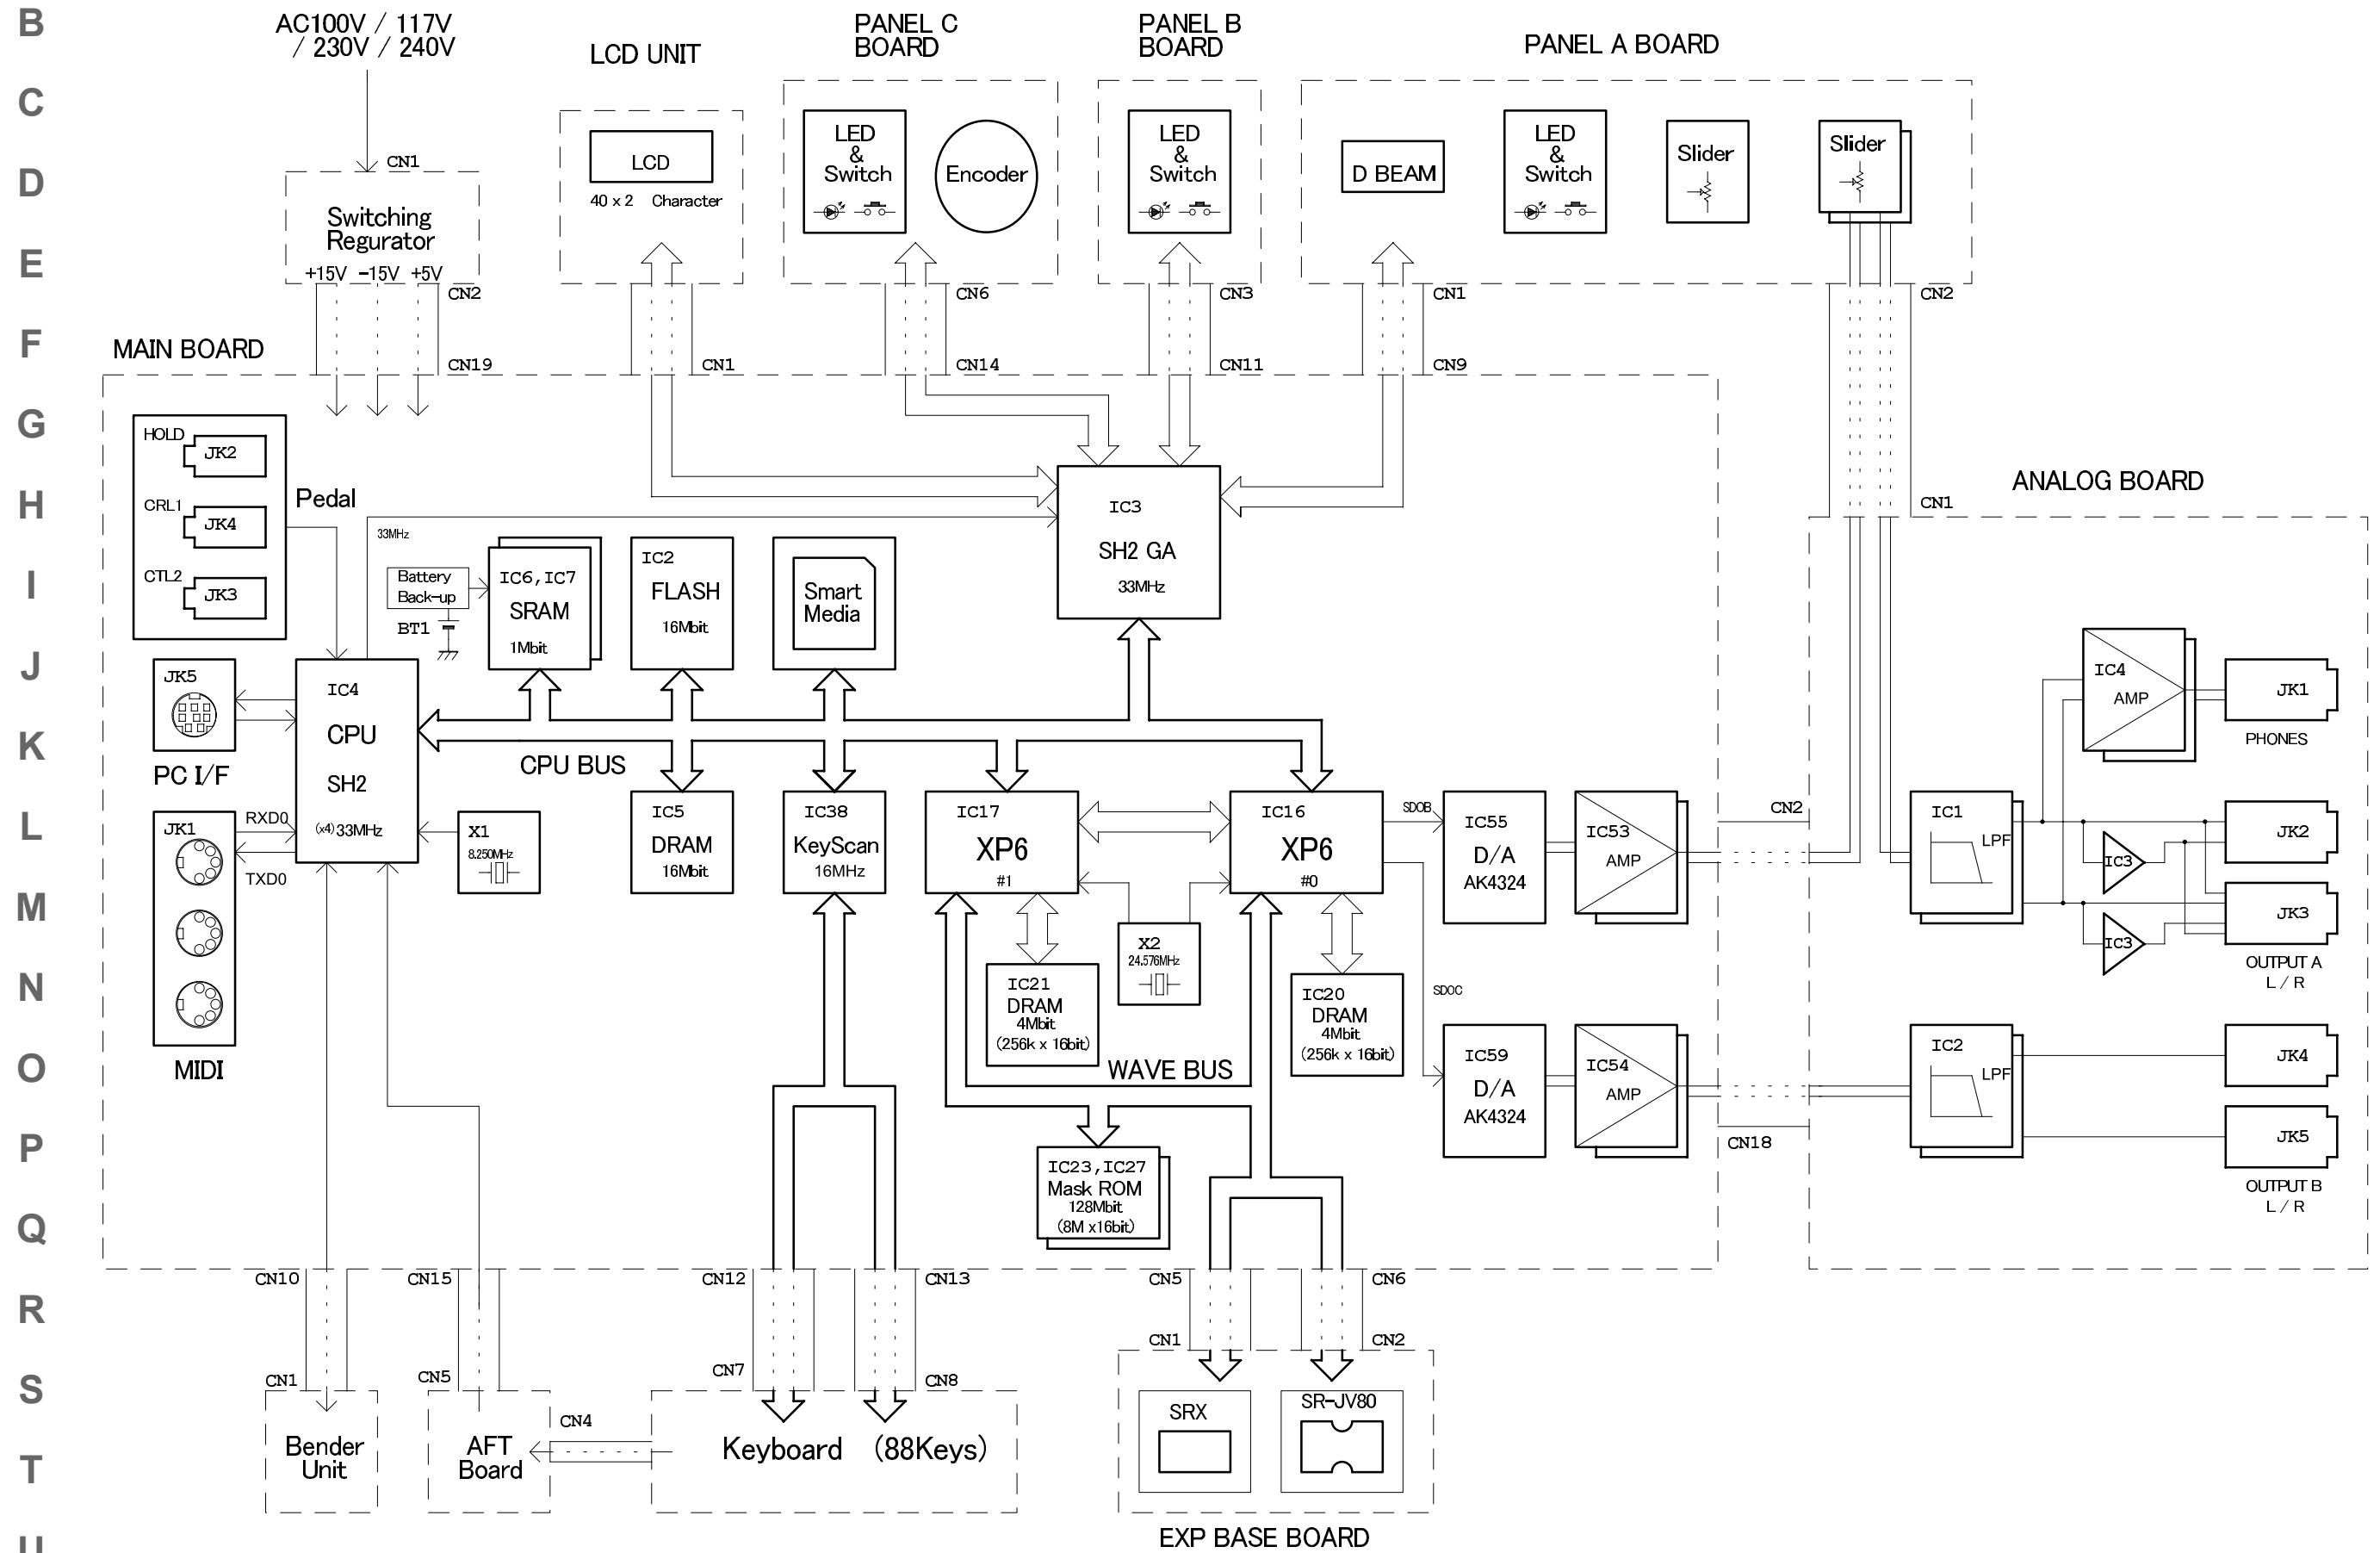 B
C
D
E
F
G
H
I
J
K
L
M
N
O
P
Q
R
S
T
AC100V / 117V
/ 230V / 240V
CN1
Switching
Regurator
+15V -15V +5V
CN2
CN19
LCD UNIT
LCD
40 x 2 Character
CN1
PANEL C
BOARD
LED
&
Switch
Encoder
CN6
CN14
PANEL B
BOARD
LED
&
Switch
CN3
CN11
PANEL A BOARD
D BEAM
LED
&
Switch
Slider
Slider
CN1
CN9
CN2
CN1
MAIN BOARD
HOLD
JK2
CRL1
JK4
CTL2
JK3
Pedal
33MHz
Battery
Back-up
BT1
IC6,IC7
SRAM
1Mbit
IC2
FLASH
16Mbit
Smart
Media
IC3
SH2 GA
33MHz
JK5
PC I/F
IC4
CPU
SH2
(x4)33MHz
JK1
RXD0
TXD0
MIDI
X1
8.250MHz
CPU BUS
IC5
DRAM
16Mbit
IC38
KeyScan
16MHz
IC17
XP6
#1
IC16
XP6
#0
X2
24.576MHz
IC21
DRAM
4Mbit
(256k x 16bit)
IC20
DRAM
4Mbit
(256k x 16bit)
WAVE BUS
IC23,IC27
Mask ROM
128Mbit
(8M x16bit)
SDOB
SDOC
IC55
D/A
AK4324
IC53
AMP
IC59
D/A
AK4324
IC54
AMP
CN2
CN18
ANALOG BOARD
IC1
LPF
IC2
LPF
IC3
IC3
IC4
AMP
JK1
PHONES
JK2
JK3
OUTPUT A
L / R
JK4
JK5
OUTPUT B
L / R
CN10
CN15
CN12
CN13
CN5
CN6
CN1
CN5
CN7
CN8
CN1
CN2
CN4
Bender
Unit
AFT
Board
Keyboard (88Keys)
SRX
SR-JV80
EXP BASE BOARD